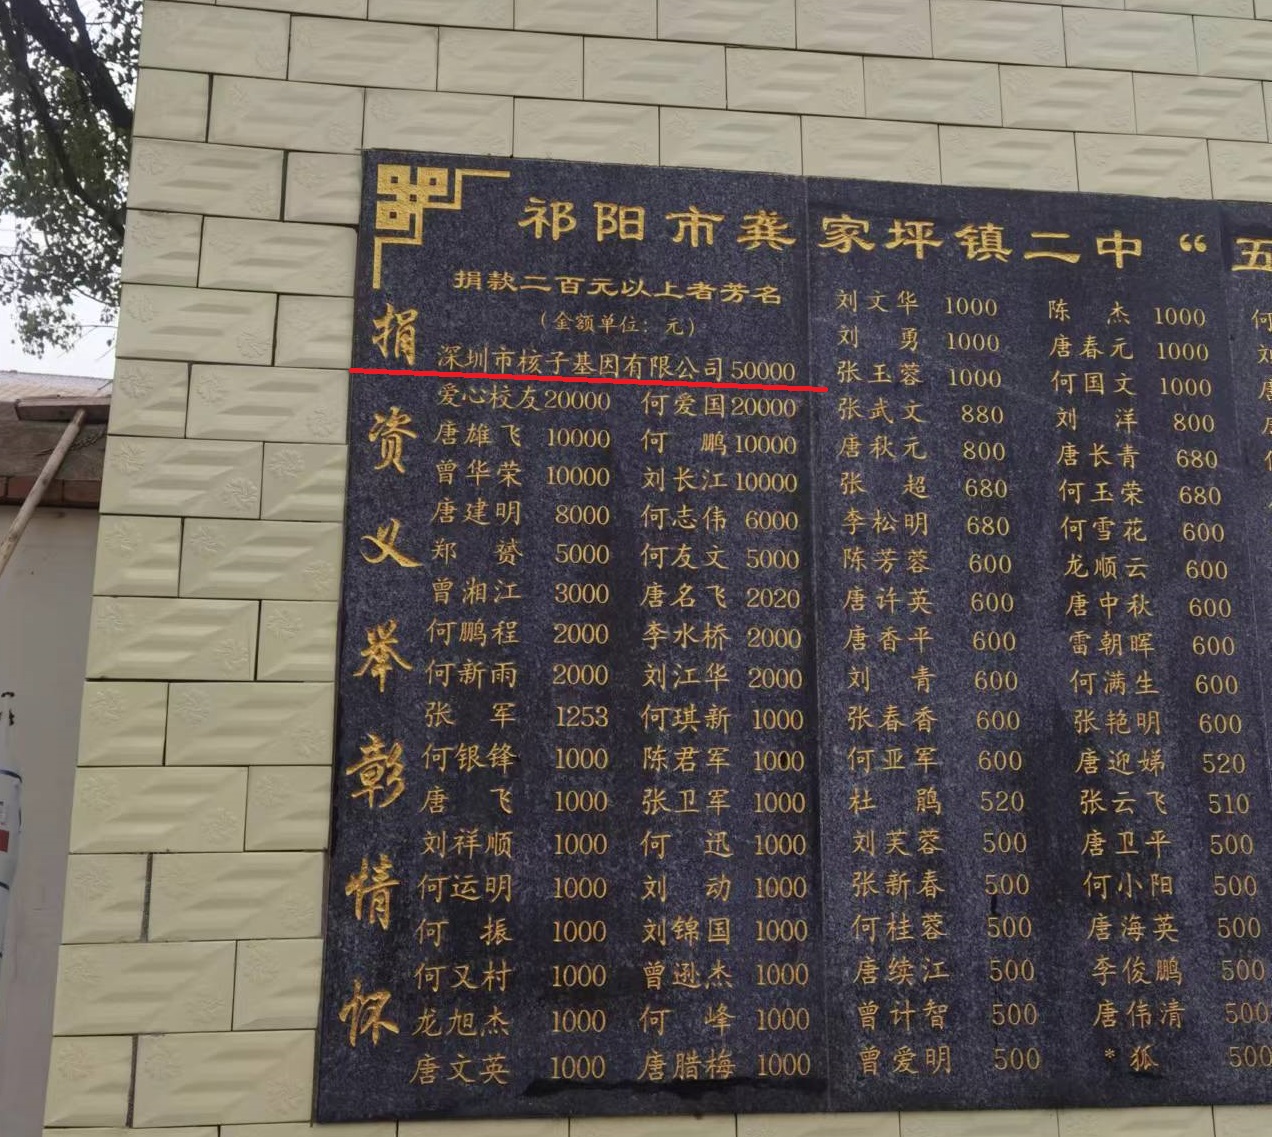 祁阳市龚家坪镇二中“五
捐资义举彰情怀
捐款二百元以上者芳名
(金额单位:元)
深圳市核子基因有限公司 50000
爱心校友 20000 何爱国 20000
唐雄飞 10000 何鹏 10000
曾华荣 10000 刘长江 10000
唐建明 8000 何志伟 6000
郑赟 5000 何友文 5000
曾湘江 3000 唐名飞 2020
何鹏程 2000 李水桥 2000
何新雨 2000 刘江华 2000
张军 1253 何琪新 1000
何银锋 1000 陈君军 1000
唐飞 1000 张卫军 1000
刘祥顺 1000 何迅 1000
何运明 1000 刘动 1000
何振 1000 刘锦国 1000
何又村 1000 曾逊杰 1000
龙旭杰 1000 何峰 1000
唐文英 1000 唐腊梅 1000
刘文华 1000 陈杰 1000
刘勇 1000 唐春元 1000
张玉蓉 1000 何国文 1000
张武文 880 刘洋 800
唐秋元 800 唐长青 680
张超 680 何玉荣 680
李松明 680 何雪花 600
陈芳蓉 600 龙顺云 600
唐许英 600 唐中秋 600
唐香平 600 雷朝晖 600
刘青 600 何满生 600
张春香 600 张艳明 600
何亚军 600 唐迎娣 520
杜鹃 520 张云飞 510
刘芙蓉 500 唐卫平 500
张新春 500 何小阳 500
何桂蓉 500 唐海英 500
唐续江 500 李俊鹏 500
曾计智 500 唐伟清 500
曾爱明 500 *狐 500